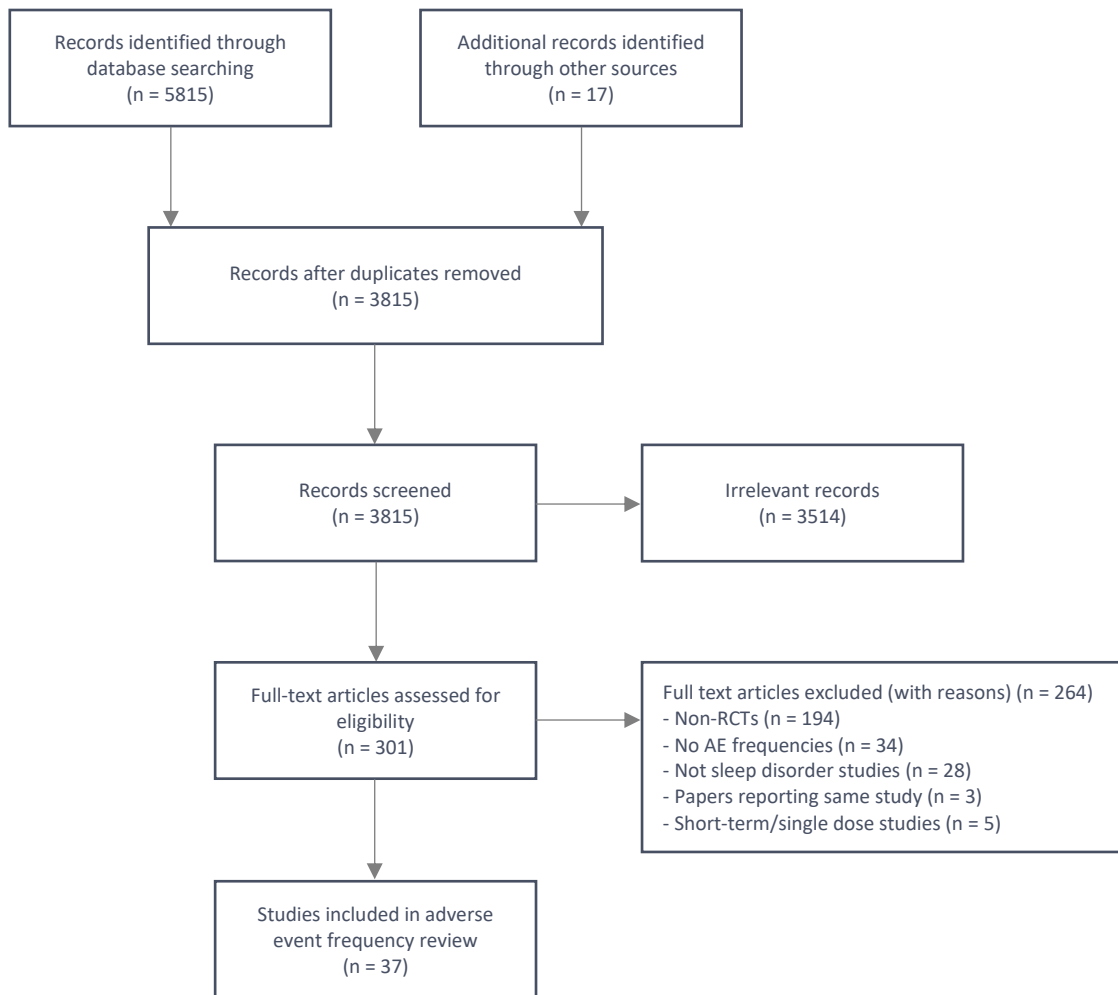 Records identified through
database searching
(n = 5815)
Additional records identified
through other sources
(n = 17)
Records after duplicates removed
(n = 3815)
Records screened
(n = 3815)
Irrelevant records
(n = 3514)
Full-text articles assessed for
eligibility
(n = 301)
Full text articles excluded (with reasons) (n = 264)
- Non-RCTs (n = 194)
- No AE frequencies (n = 34)
- Not sleep disorder studies (n = 28)
- Papers reporting same study (n = 3)
- Short-term/single dose studies (n = 5)
Studies included in adverse
event frequency review
(n = 37)